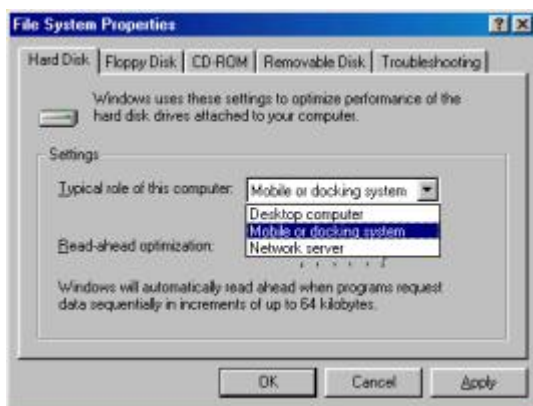 File System Properties
Hard Disk Floppy Disk CD-ROM Removable Disk Troubleshooting
Windows uses these settings to optimize performance of the
hard disk drives attached to your computer.
Settings
Typical role of this computer: Mobile or docking system
Desktop computer
Mobile or docking system
Network server
Read-ahead optimization:
Windows will automatically read ahead when programs request
data sequentially in increments of up to 64 kilobytes.
OK Cancel Apply